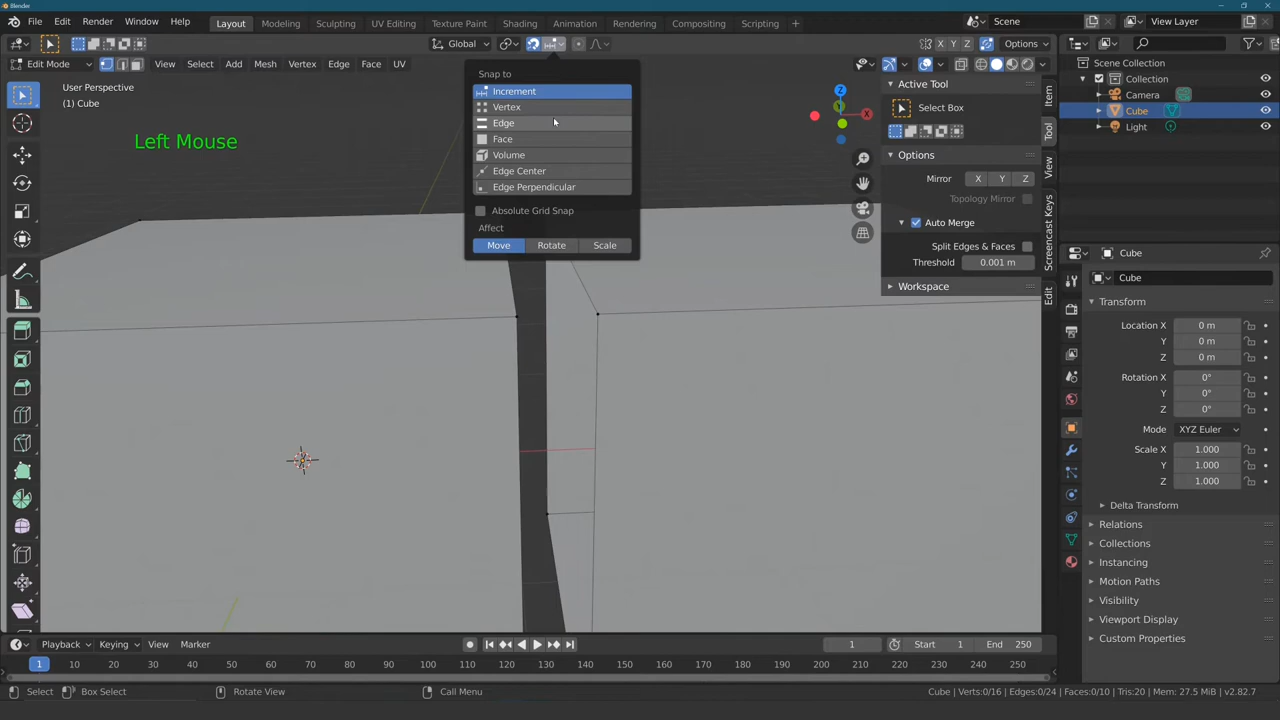 Blender
File Edit Render Window Help Layout Modeling Sculpting UV Editing Texture Paint Shading Animation Rendering Compositing Scripting + Scene View Layer
Global X Y Z Options
Edit Mode View Select Add Mesh Vertex Edge Face UV
User Perspective
(1) Cube
Left Mouse
Snap to
Increment
Vertex
Edge
Face
Volume
Edge Center
Edge Perpendicular
Absolute Grid Snap
Affect
Move Rotate Scale
Z
X
Active Tool
Select Box
Options
Mirror X Y Z
Topology Mirror
Auto Merge
Split Edges & Faces
Threshold 0.001 m
Workspace
Item
Tool
View
Screencast Keys
Edit
Scene Collection
Collection
Camera
Cube
Light
Cube
Cube
Transform
Location X 0 m
Y 0 m
Z 0 m
Rotation X 0°
Y 0°
Z 0°
Mode XYZ Euler
Scale X 1.000
Y 1.000
Z 1.000
Delta Transform
Relations
Collections
Instancing
Motion Paths
Visibility
Viewport Display
Custom Properties
Playback Keying View Marker 1 Start 1 End 250
1 10 20 30 40 50 60 70 80 90 100 110 120 130 140 150 160 170 180 190 200 210 220 230 240 250
Select Box Select Rotate View Call Menu Cube | Verts:0/16 | Edges:0/24 | Faces:0/10 | Tris:20 | Mem: 27.5 MiB | v2.82.7